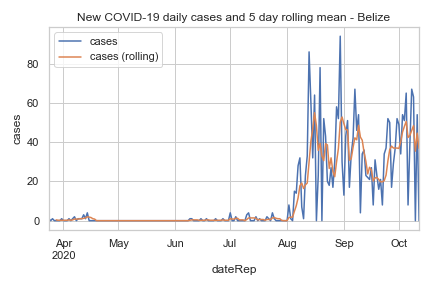 New COVID-19 daily cases and 5 day rolling mean - Belize
cases
cases (rolling)
cases
80
60
40
20
0
Apr May Jun Jul Aug Sep Oct
2020
dateRep